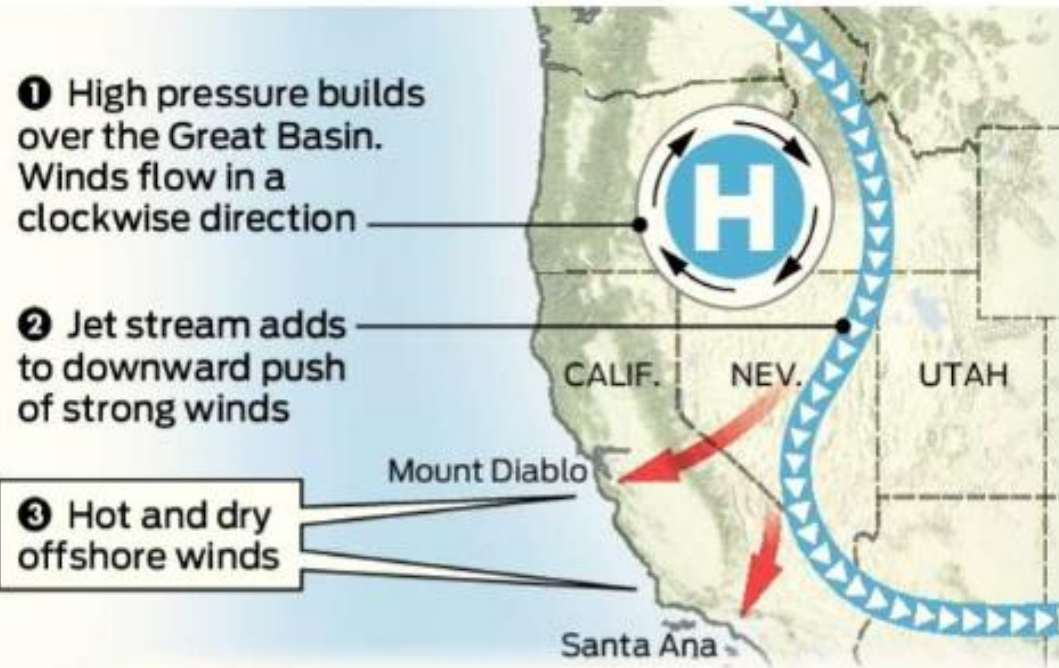 ❶ High pressure builds
over the Great Basin.
Winds flow in a
clockwise direction
H
❷ Jet stream adds
to downward push
of strong winds
CALIF.
NEV.
UTAH
Mount Diablo
❸ Hot and dry
offshore winds
Santa Ana